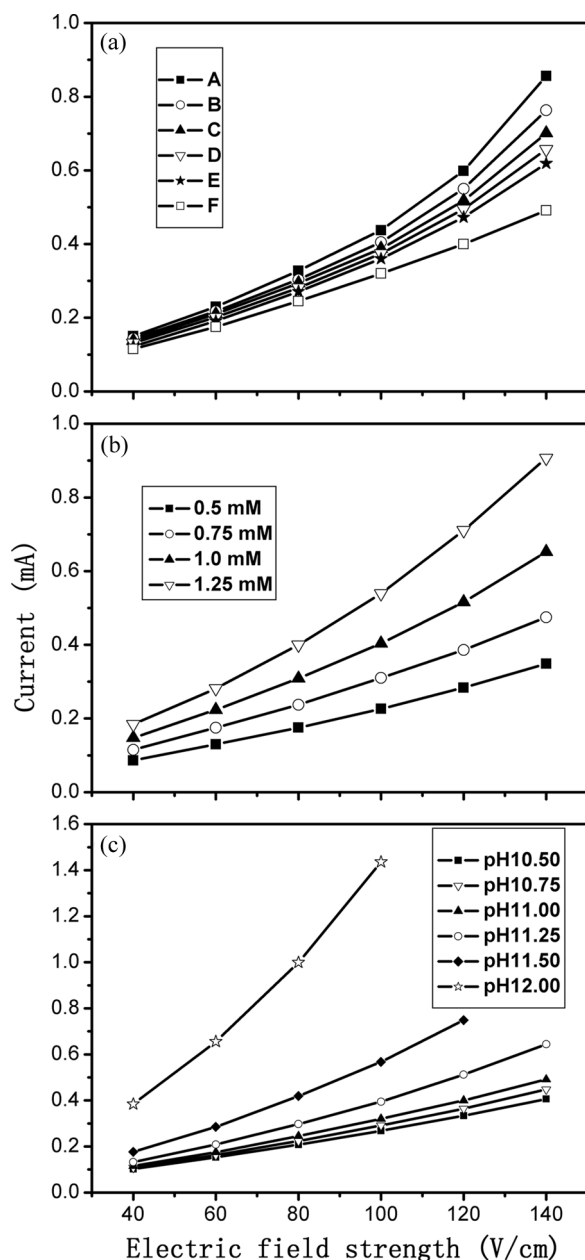 1.0
(a)
A
B
C
D
E
F
0.8
0.6
0.4
0.2
0.0
1.0
(b)
0.5 mM
0.75 mM
1.0 mM
1.25 mM
0.8
0.6
0.4
0.2
0.0
Current (mA)
1.6
(c)
pH10.50
pH10.75
pH11.00
pH11.25
pH11.50
pH12.00
1.4
1.2
1.0
0.8
0.6
0.4
0.2
0.0
40 60 80 100 120 140
Electric field strength (V/cm)